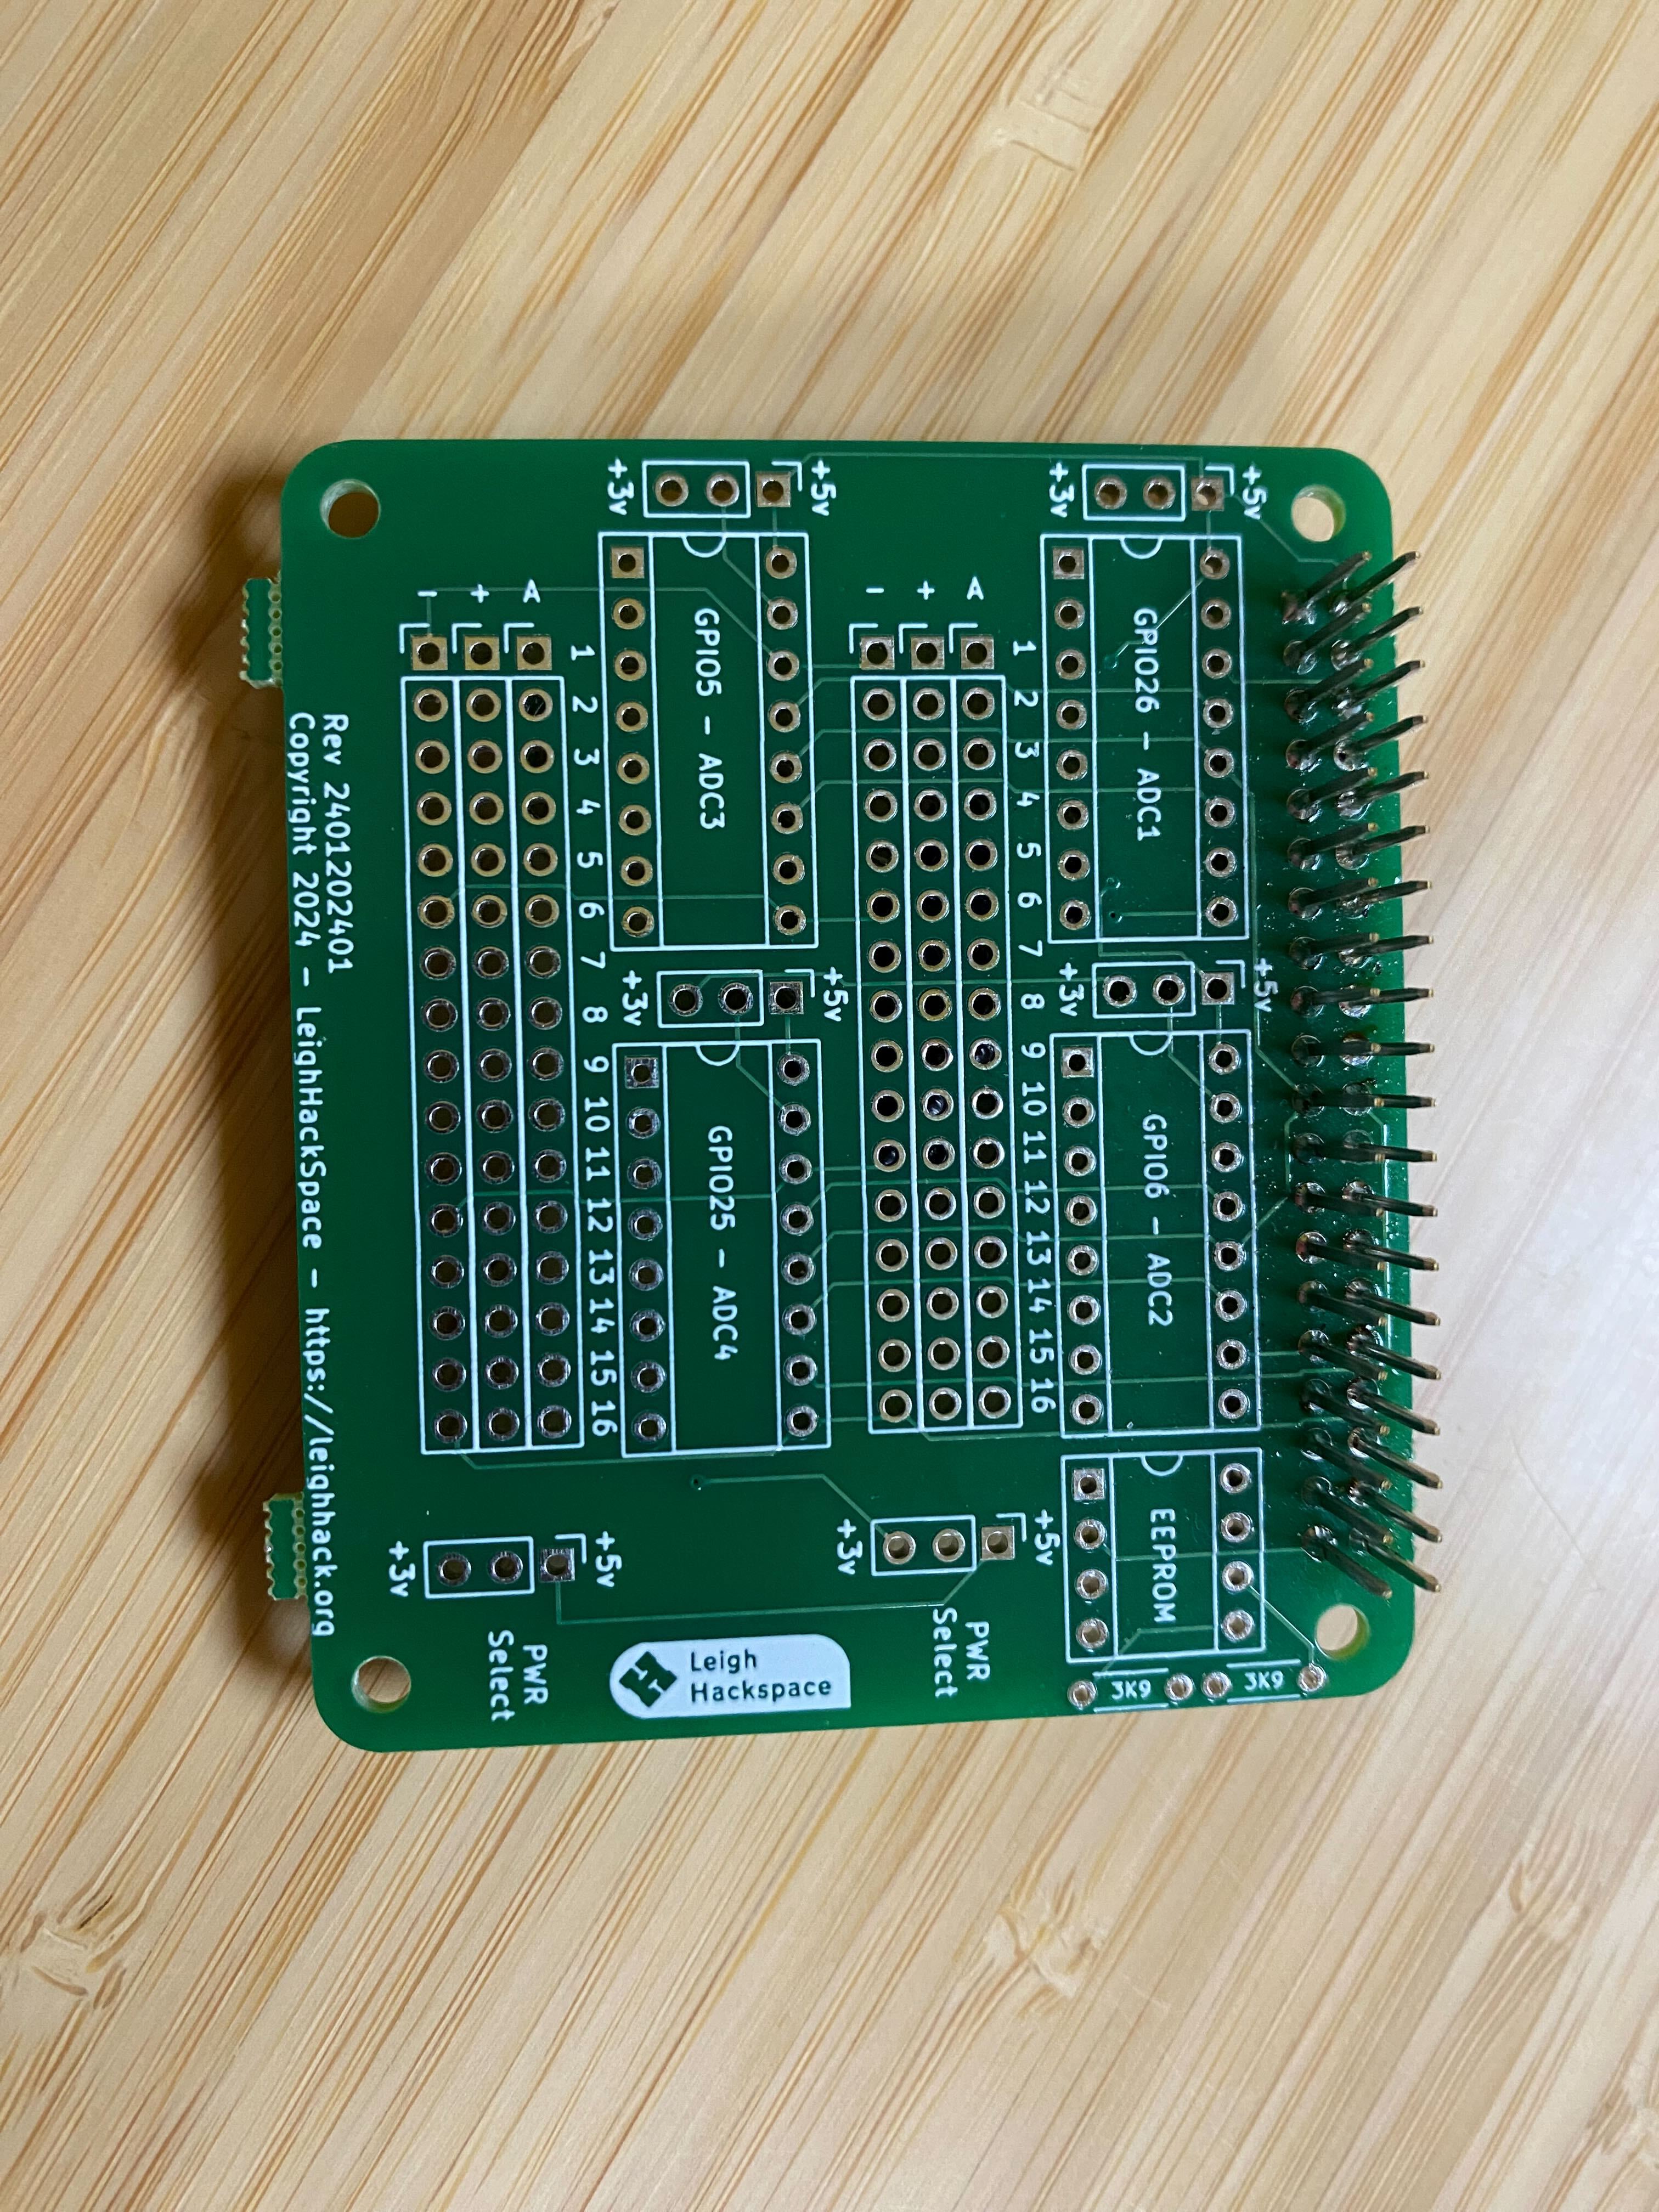 +5v
+3v
GPIO26 - ADC1
+5v
+3v
GPIO6 - ADC2
EEPROM
3K9
3K9
1 2 3 4 5 6 7 8 9 10 11 12 13 14 15 16
A
+
-
+5v
+3v
PWR
Select
+5v
+3v
GPIO5 - ADC3
+5v
+3v
GPIO25 - ADC4
1 2 3 4 5 6 7 8 9 10 11 12 13 14 15 16
A
+
-
+5v
+3v
PWR
Select
Leigh
Hackspace
Rev 2401202401
Copyright 2024 - LeighHackSpace - https://leighhack.org